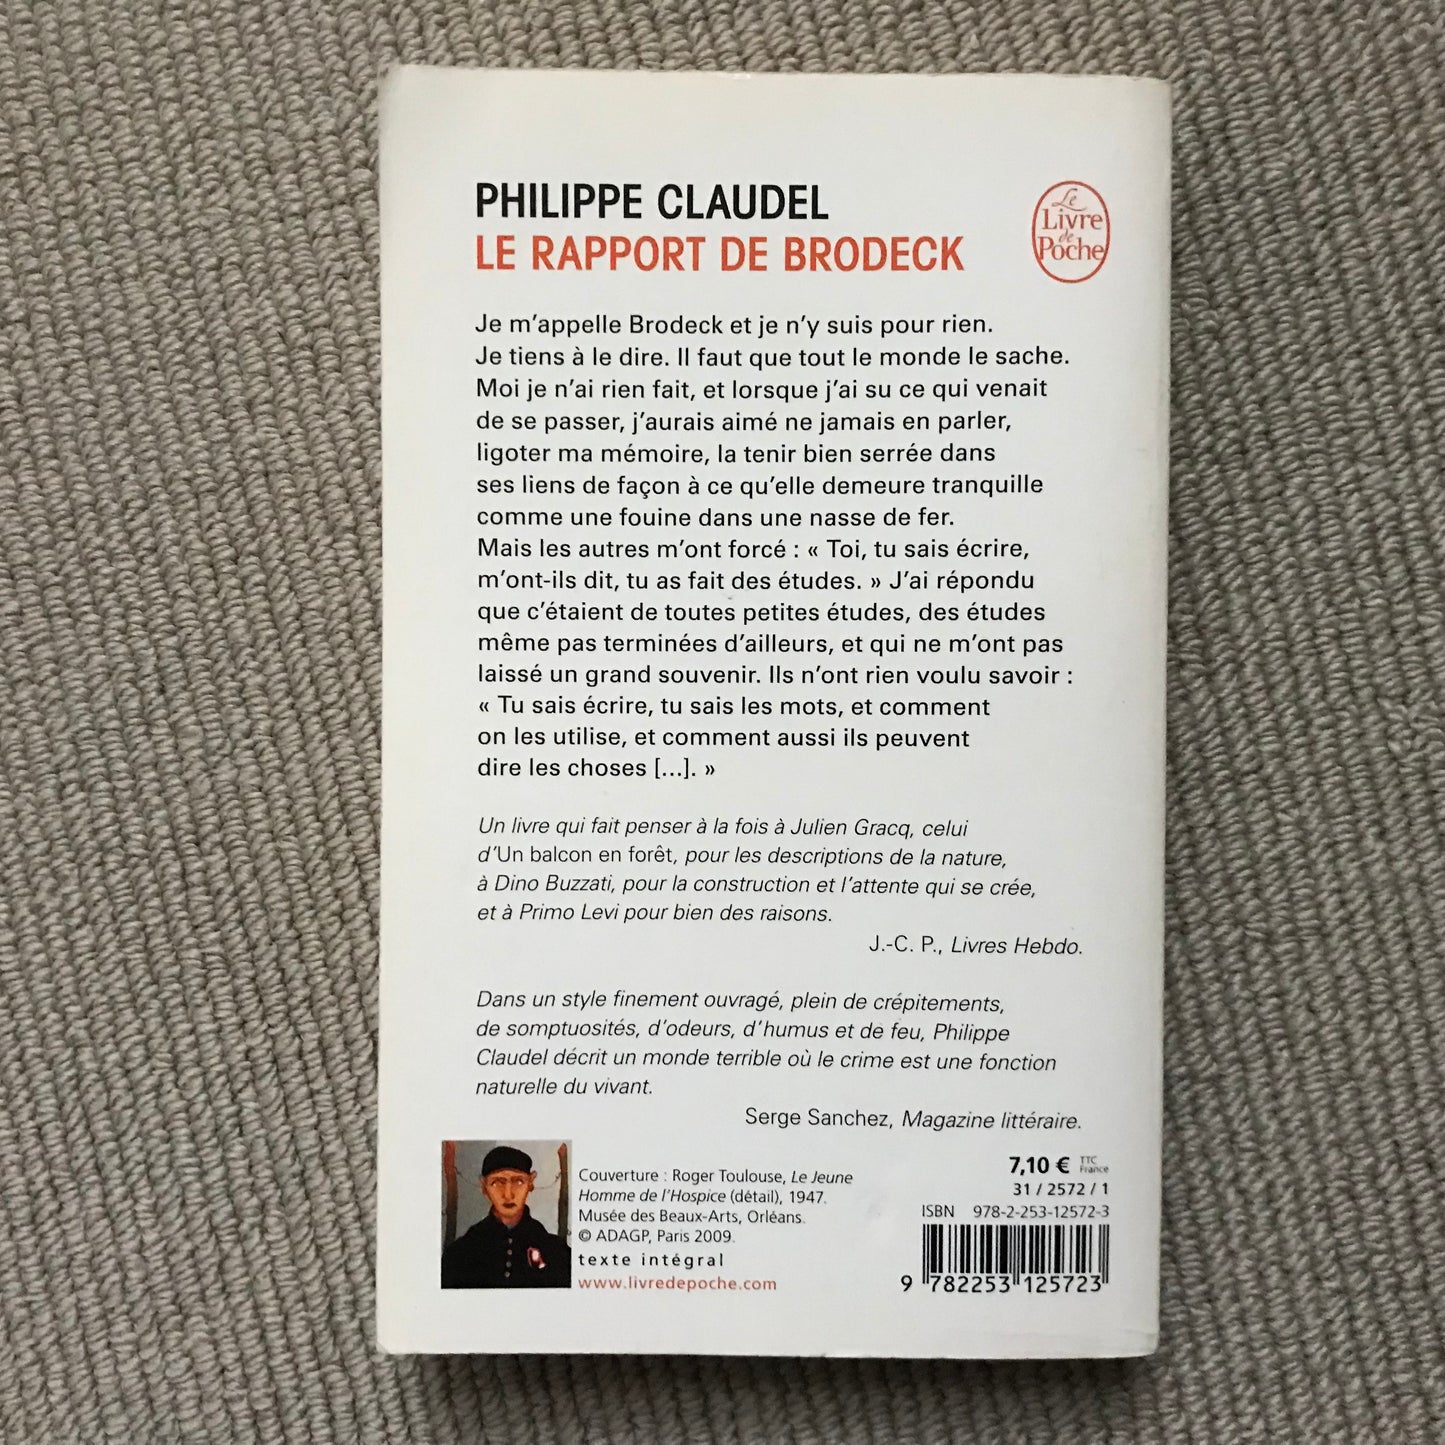 PHILIPPE CLAUDEL
LE RAPPORT DE BRODECK
Le
Livre
de
Poche
Je m'appelle Brodeck et je n'y suis pour rien.
Je tiens à le dire. Il faut que tout le monde le sache.
Moi je n'ai rien fait, et lorsque j'ai su ce qui venait
de se passer, j'aurais aimé ne jamais en parler,
ligoter ma mémoire, la tenir bien serrée dans
ses liens de façon à ce qu'elle demeure tranquille
comme une fouine dans une nasse de fer.
Mais les autres m'ont forcé : « Toi, tu sais écrire,
m'ont-ils dit, tu as fait des études. » J'ai répondu
que c'étaient de toutes petites études, des études
même pas terminées d'ailleurs, et qui ne m'ont pas
laissé un grand souvenir. Ils n'ont rien voulu savoir :
« Tu sais écrire, tu sais les mots, et comment
on les utilise, et comment aussi ils peuvent
dire les choses [...]. »
Un livre qui fait penser à la fois à Julien Gracq, celui
d'Un balcon en forêt, pour les descriptions de la nature,
à Dino Buzzati, pour la construction et l'attente qui se crée,
et à Primo Levi pour bien des raisons.
J.-C. P., Livres Hebdo.
Dans un style finement ouvragé, plein de crépitements,
de somptuosités, d'odeurs, d'humus et de feu, Philippe
Claudel décrit un monde terrible où le crime est une fonction
naturelle du vivant.
Serge Sanchez, Magazine littéraire.
Couverture : Roger Toulouse, Le Jeune
Homme de l'Hospice (détail), 1947.
Musée des Beaux-Arts, Orléans.
© ADAGP, Paris 2009.
texte intégral
www.livredepoche.com
7,10 € TTC France
31 / 2572 / 1
ISBN 978-2-253-12572-3
9 782253 125723